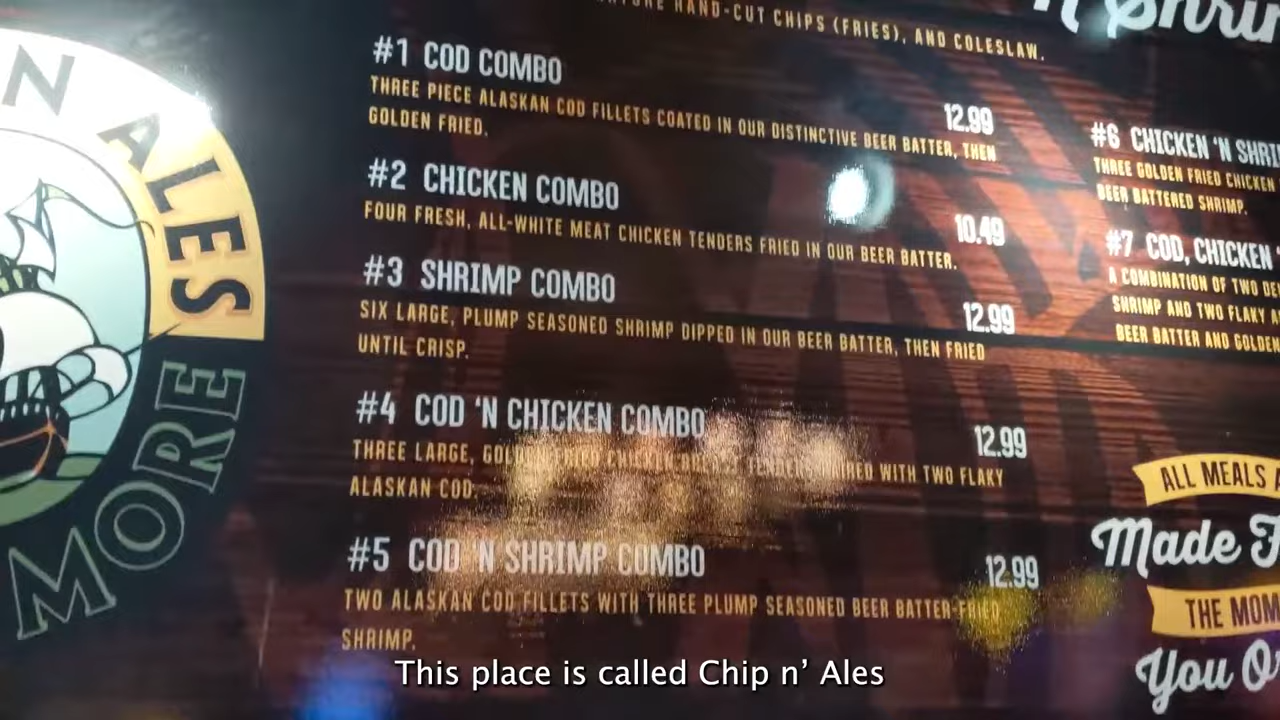 N ALES
MORE
'n Shrim
HAND-CUT CHIPS (FRIES), AND COLESLAW.
#1 COD COMBO
12.99
THREE PIECE ALASKAN COD FILLETS COATED IN OUR DISTINCTIVE BEER BATTER, THEN
GOLDEN FRIED.
#2 CHICKEN COMBO
10.49
FOUR FRESH, ALL-WHITE MEAT CHICKEN TENDERS FRIED IN OUR BEER BATTER.
#3 SHRIMP COMBO
12.99
SIX LARGE, PLUMP SEASONED SHRIMP DIPPED IN OUR BEER BATTER, THEN FRIED
UNTIL CRISP.
#4 COD 'N CHICKEN COMBO
12.99
THREE LARGE, GOLDEN FRIED CHICKEN TENDERS WITH TWO FLAKY
ALASKAN COD.
#5 COD 'N SHRIMP COMBO
12.99
TWO ALASKAN COD FILLETS WITH THREE PLUMP SEASONED BEER BATTER-FRIED
SHRIMP.
#6 CHICKEN 'N SHRI
THREE GOLDEN FRIED CHICKEN
BEER BATTERED SHRIMP.
#7 COD, CHICKEN '
A COMBINATION OF TWO
SHRIMP AND TWO FLAKY
BEER BATTER AND GOLDEN
ALL MEALS
Made F
THE MOM
You O
This place is called Chip n' Ales